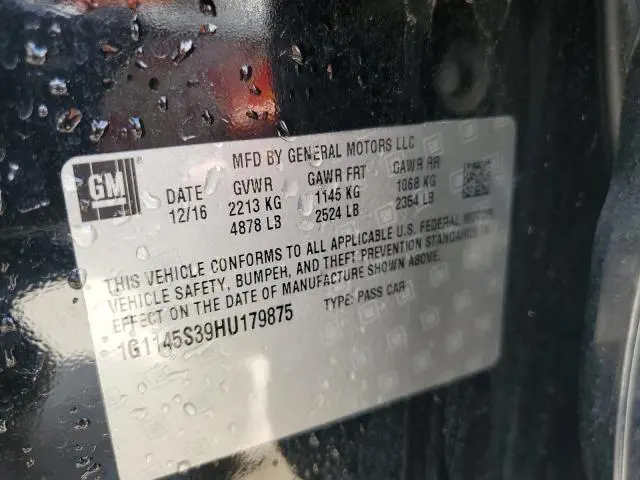 GM
MFD BY GENERAL MOTORS LLC
DATE GVWR GAWR FRT GAWR RR
12/16 2213 KG 1145 KG 1068 KG
4878 LB 2524 LB 2354 LB
THIS VEHICLE CONFORMS TO ALL APPLICABLE U.S. FEDERAL MOTOR
VEHICLE SAFETY, BUMPER, AND THEFT PREVENTION STANDARDS IN
EFFECT ON THE DATE OF MANUFACTURE SHOWN ABOVE.
1G1145S39HU179875 TYPE: PASS CAR